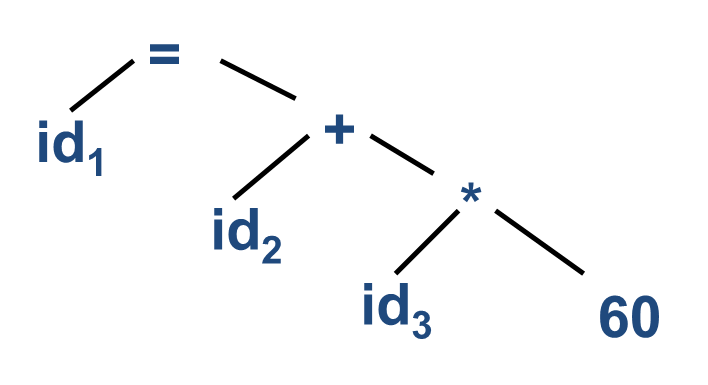 =
id₁
+
id₂
*
id₃
60